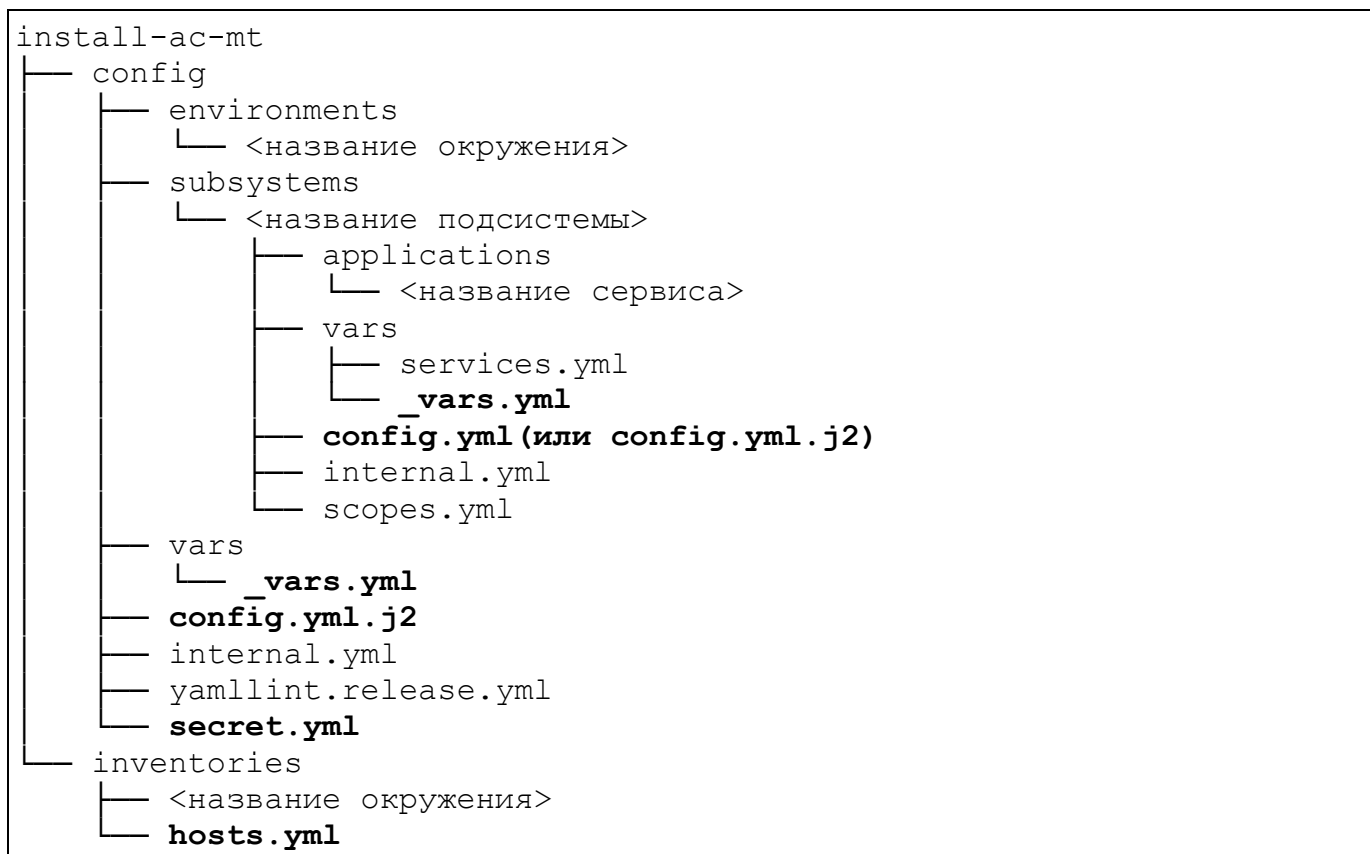 install-ac-mt
├── config
│   ├── environments
│   │   └── <название окружения>
│   ├── subsystems
│   │   └── <название подсистемы>
│   │       ├── applications
│   │       │   └── <название сервиса>
│   │       ├── vars
│   │       │   ├── services.yml
│   │       │   └── _vars.yml
│   │       ├── config.yml(или config.yml.j2)
│   │       ├── internal.yml
│   │       └── scopes.yml
│   ├── vars
│   │   └── _vars.yml
│   ├── config.yml.j2
│   ├── internal.yml
│   ├── yamllint.release.yml
│   └── secret.yml
└── inventories
    ├── <название окружения>
    └── hosts.yml